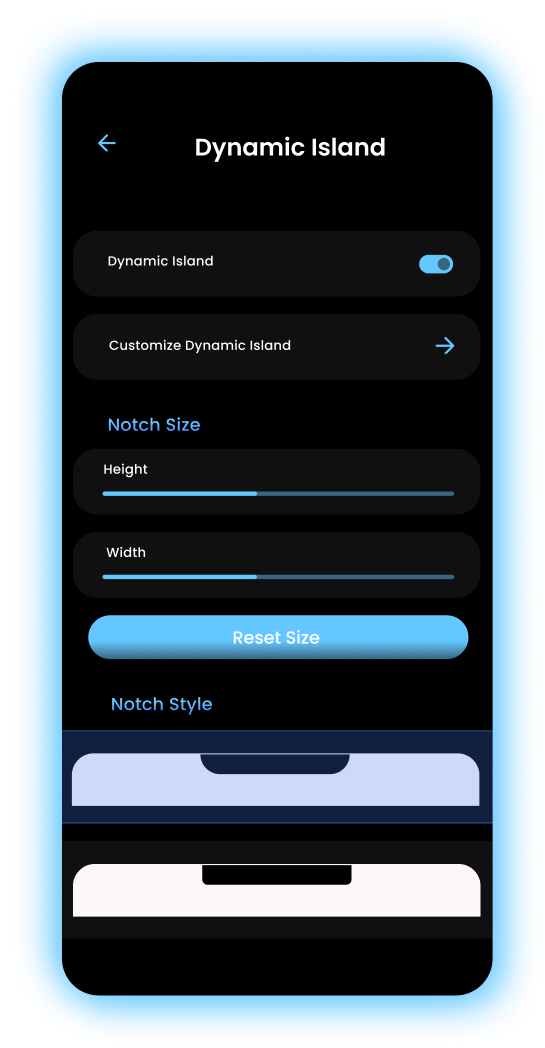 Dynamic Island
Dynamic Island
Customize Dynamic Island
Notch Size
Height
Width
Reset Size
Notch Style